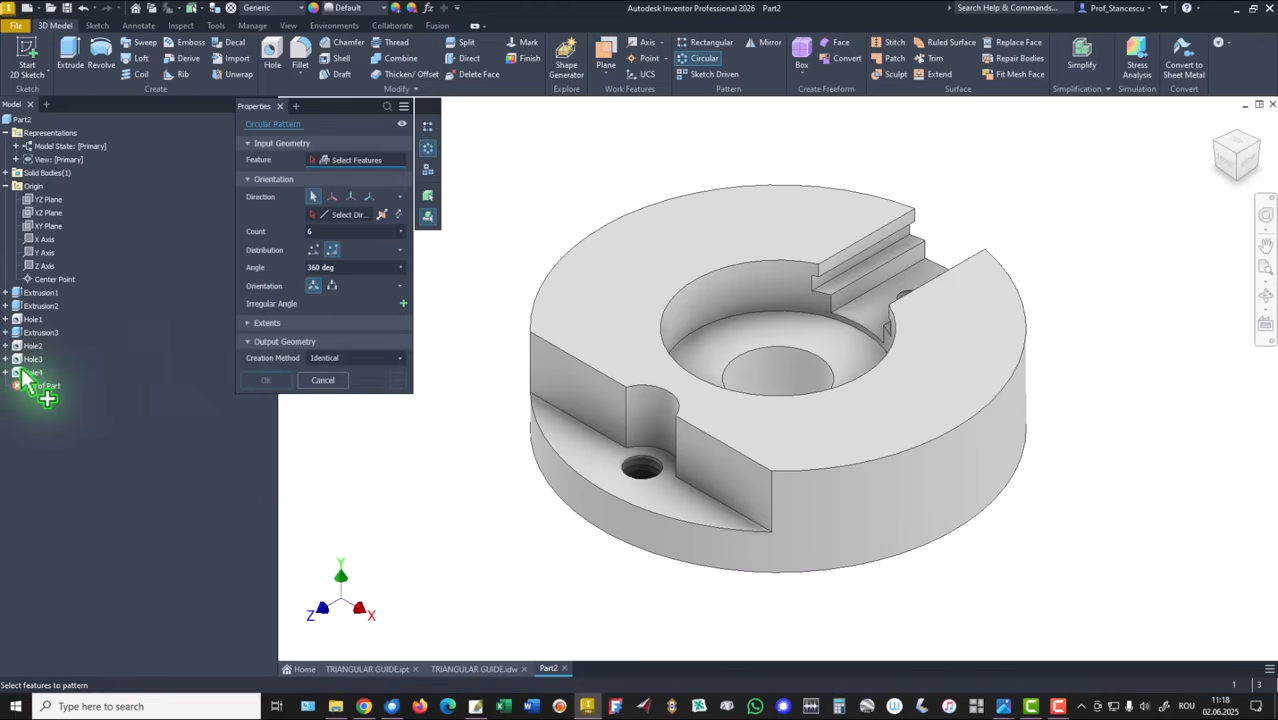 Generic
Default
Autodesk Inventor Professional 2026 Part2
Search Help & Commands...
Prof_Stancescu
File
3D Model
Sketch
Annotate
Inspect
Tools
Manage
View
Environments
Collaborate
Fusion
Start
2D Sketch
Sketch
Extrude
Revolve
Sweep
Loft
Coil
Emboss
Derive
Rib
Decal
Import
Unwrap
Create
Hole
Fillet
Chamfer
Shell
Draft
Thread
Combine
Thicken/ Offset
Split
Direct
Delete Face
Modify
Mark
Finish
Shape
Generator
Explore
Plane
Axis
Point
UCS
Work Features
Rectangular
Circular
Sketch Driven
Mirror
Pattern
Box
Face
Convert
Create Freeform
Stitch
Patch
Sculpt
Ruled Surface
Trim
Extend
Replace Face
Repair Bodies
Fit Mesh Face
Surface
Simplify
Simplification
Stress
Analysis
Simulation
Convert to
Sheet Metal
Convert
Model
Part2
Representations
Model State: [Primary]
View: [Primary]
Solid Bodies(1)
Origin
YZ Plane
XZ Plane
XY Plane
X Axis
Y Axis
Z Axis
Center Point
Extrusion1
Extrusion2
Hole1
Extrusion3
Hole2
Hole3
Properties
Circular Pattern
Input Geometry
Feature
Select Features
Orientation
Direction
Select Dir...
Count
6
Distribution
Angle
360 deg
Orientation
Irregular Angle
Extents
Output Geometry
Creation Method
Identical
OK
Cancel
Y
Z
X
Home
TRIANGULAR GUIDE.ipt
TRIANGULAR GUIDE.idw
Part2
Select features to pattern
1
3
Type here to search
ROU
11:18
02.06.2025